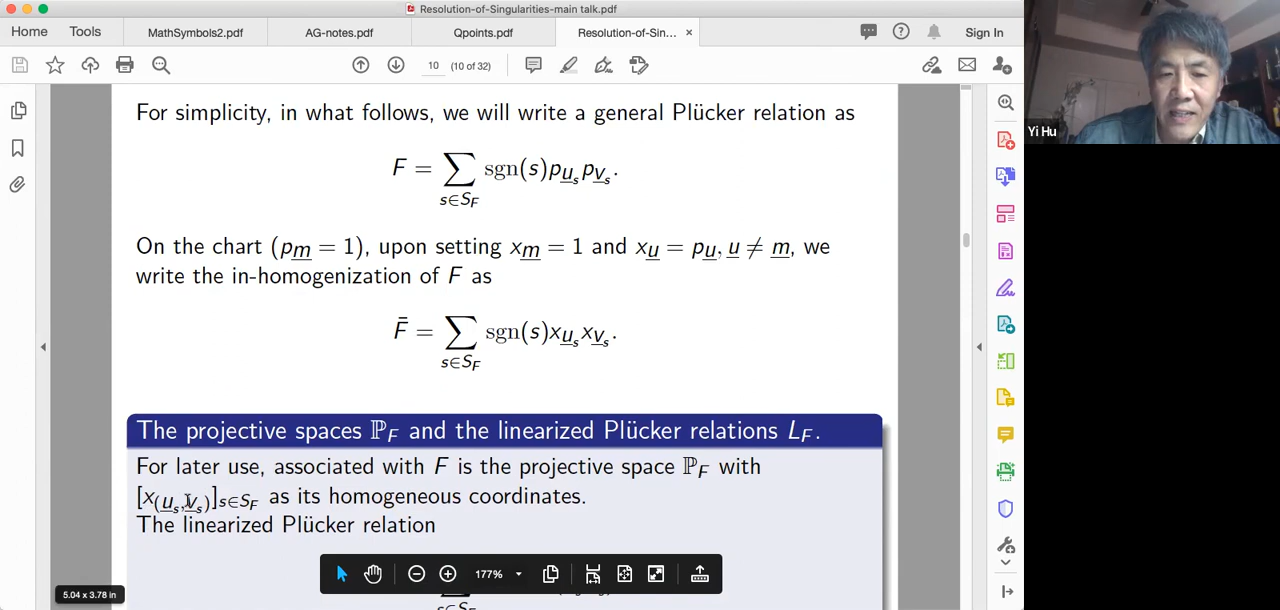 Resolution-of-Singularities-main talk.pdf
Home Tools MathSymbols2.pdf AG-notes.pdf Qpoints.pdf Resolution-of-Sin... × Sign In
10 (10 of 32)
For simplicity, in what follows, we will write a general Plücker relation as
F = ∑_{s∈S_F} sgn(s)p_{u_s} p_{v_s}.
On the chart (p_m = 1), upon setting x_m = 1 and x_u = p_u, u ≠ m, we
write the in-homogenization of F as
F̄ = ∑_{s∈S_F} sgn(s)x_{u_s} x_{v_s}.
The projective spaces ℙ_F and the linearized Plücker relations L_F.
For later use, associated with F is the projective space ℙ_F with
[x_{(u_s,v_s)}]_{s∈S_F} as its homogeneous coordinates.
The linearized Plücker relation
177%
s∈S_F
5.04 x 3.78 in
Yi Hu